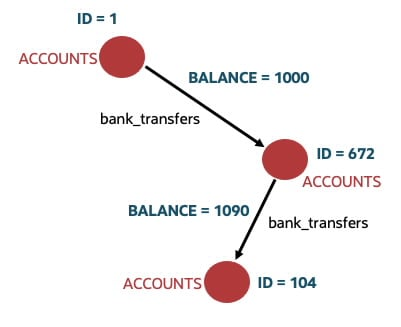 ID = 1
ACCOUNTS
BALANCE = 1000
bank_transfers
ID = 672
ACCOUNTS
BALANCE = 1090
bank_transfers
ACCOUNTS
ID = 104